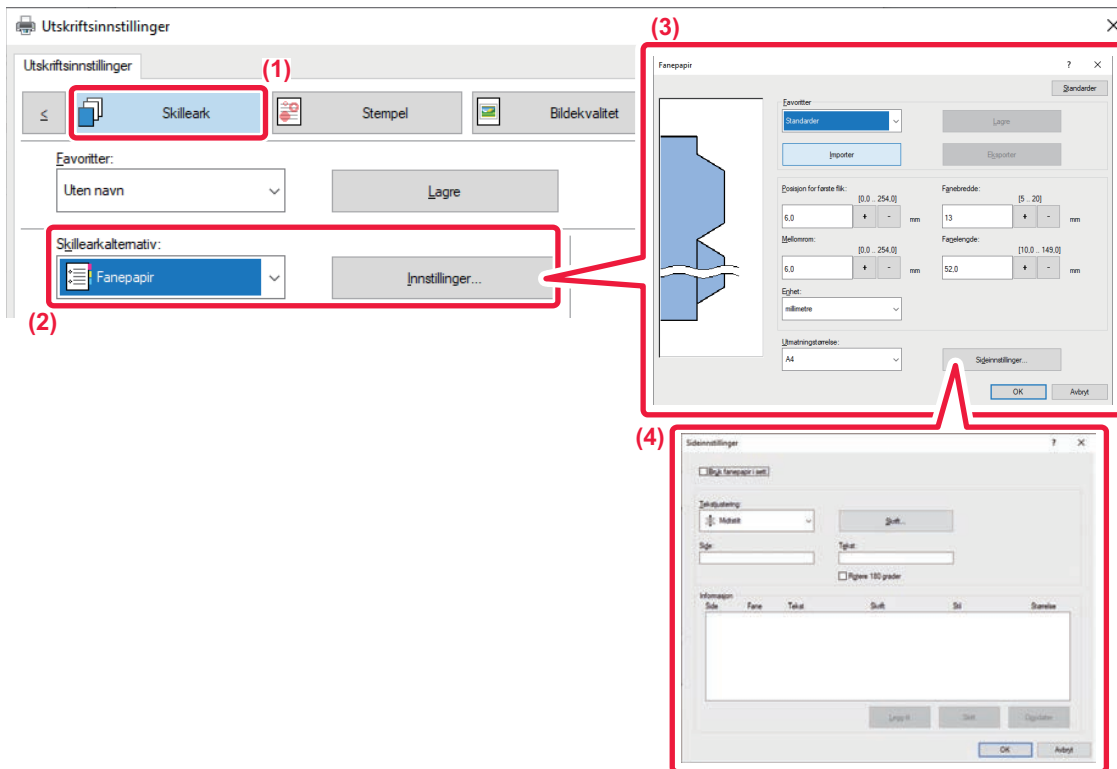 Utskriftsinnstillinger
Utskriftsinnstillinger
(1)
≤ Skilleark Stempel Bildekvalitet
Favoritter:
Uten navn Lagre
Skillearkalternativ:
Fanepapir Innstillinger...
(2)
(3)
Fanepapir ? ×
Standarder
Favoritter
Standarder Lagre
Importer Eksporter
Posisjon for første flik: Fanebredde:
[0,0 .. 254,0] [5 .. 20]
6,0 + - mm 13 + - mm
Mellomrom: Fanelengde:
[0,0 .. 254,0] [10,0 .. 149,0]
6,0 + - mm 52,0 + - mm
Enhet:
millimetre
Utmatningstørrelse:
A4 Sideinnstillinger...
OK Avbryt
(4)
Sideinnstillinger ? ×
Bruk fanepapir i sett
Tekstjustering:
Midtstilt Skrift...
Side: Tekst:
Rotere 180 grader
Informasjon
Side Fane Tekst Skrift Stil Størrelse
Legg til Slett Oppdater
OK Avbryt